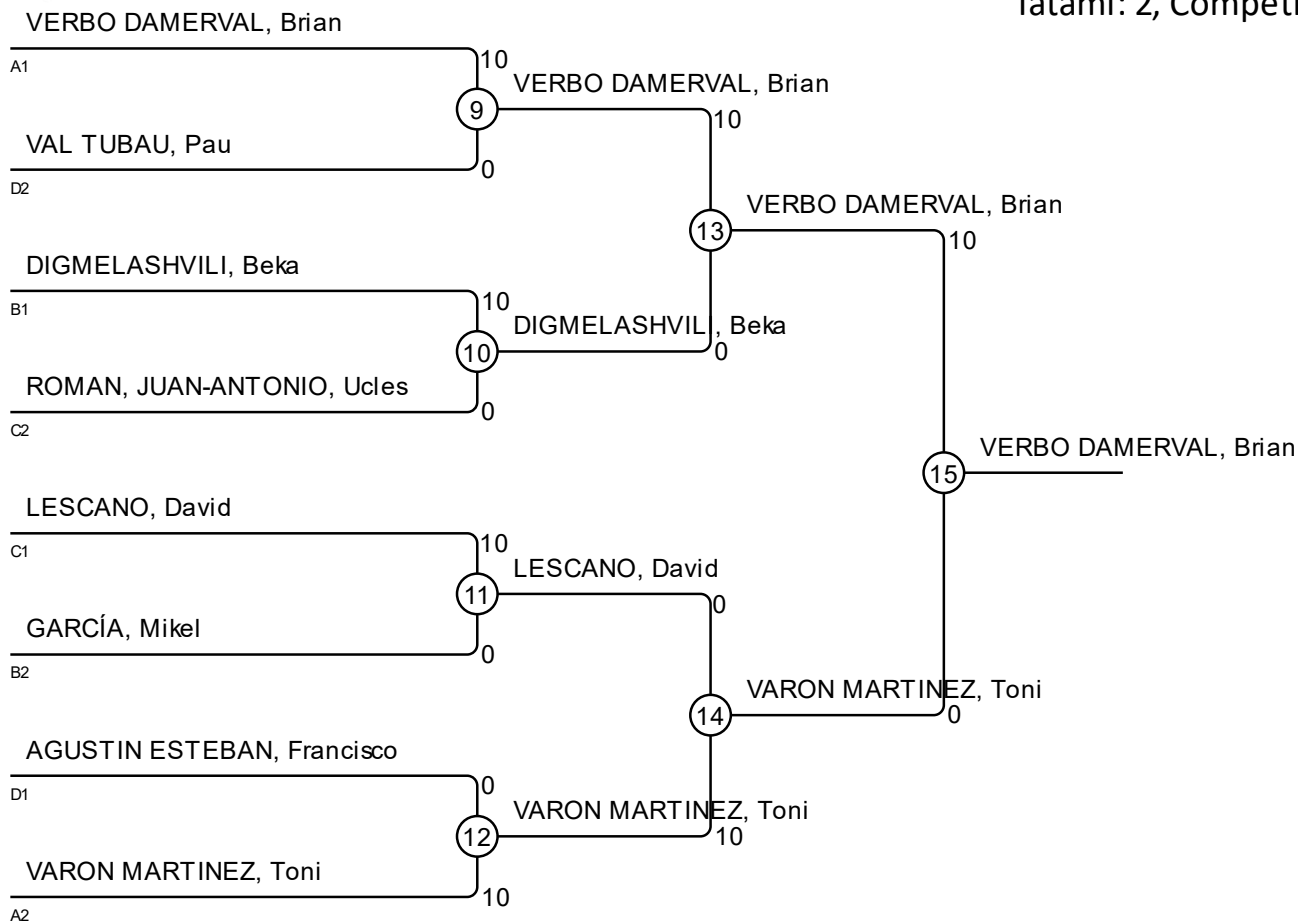 Tatami: 2, Competi
VERBO DAMERVAL, Brian
A1
10
VERBO DAMERVAL, Brian
9
10
VAL TUBAU, Pau
0
D2
VERBO DAMERVAL, Brian
13
10
DIGMELASHVILI, Beka
B1
10
DIGMELASHVILI, Beka
10
0
ROMAN, JUAN-ANTONIO, Ucles
0
C2
VERBO DAMERVAL, Brian
15
LESCANO, David
C1
10
LESCANO, David
11
0
GARCÍA, Mikel
0
B2
VARON MARTINEZ, Toni
14
0
AGUSTIN ESTEBAN, Francisco
D1
0
VARON MARTINEZ, Toni
12
10
VARON MARTINEZ, Toni
10
A2